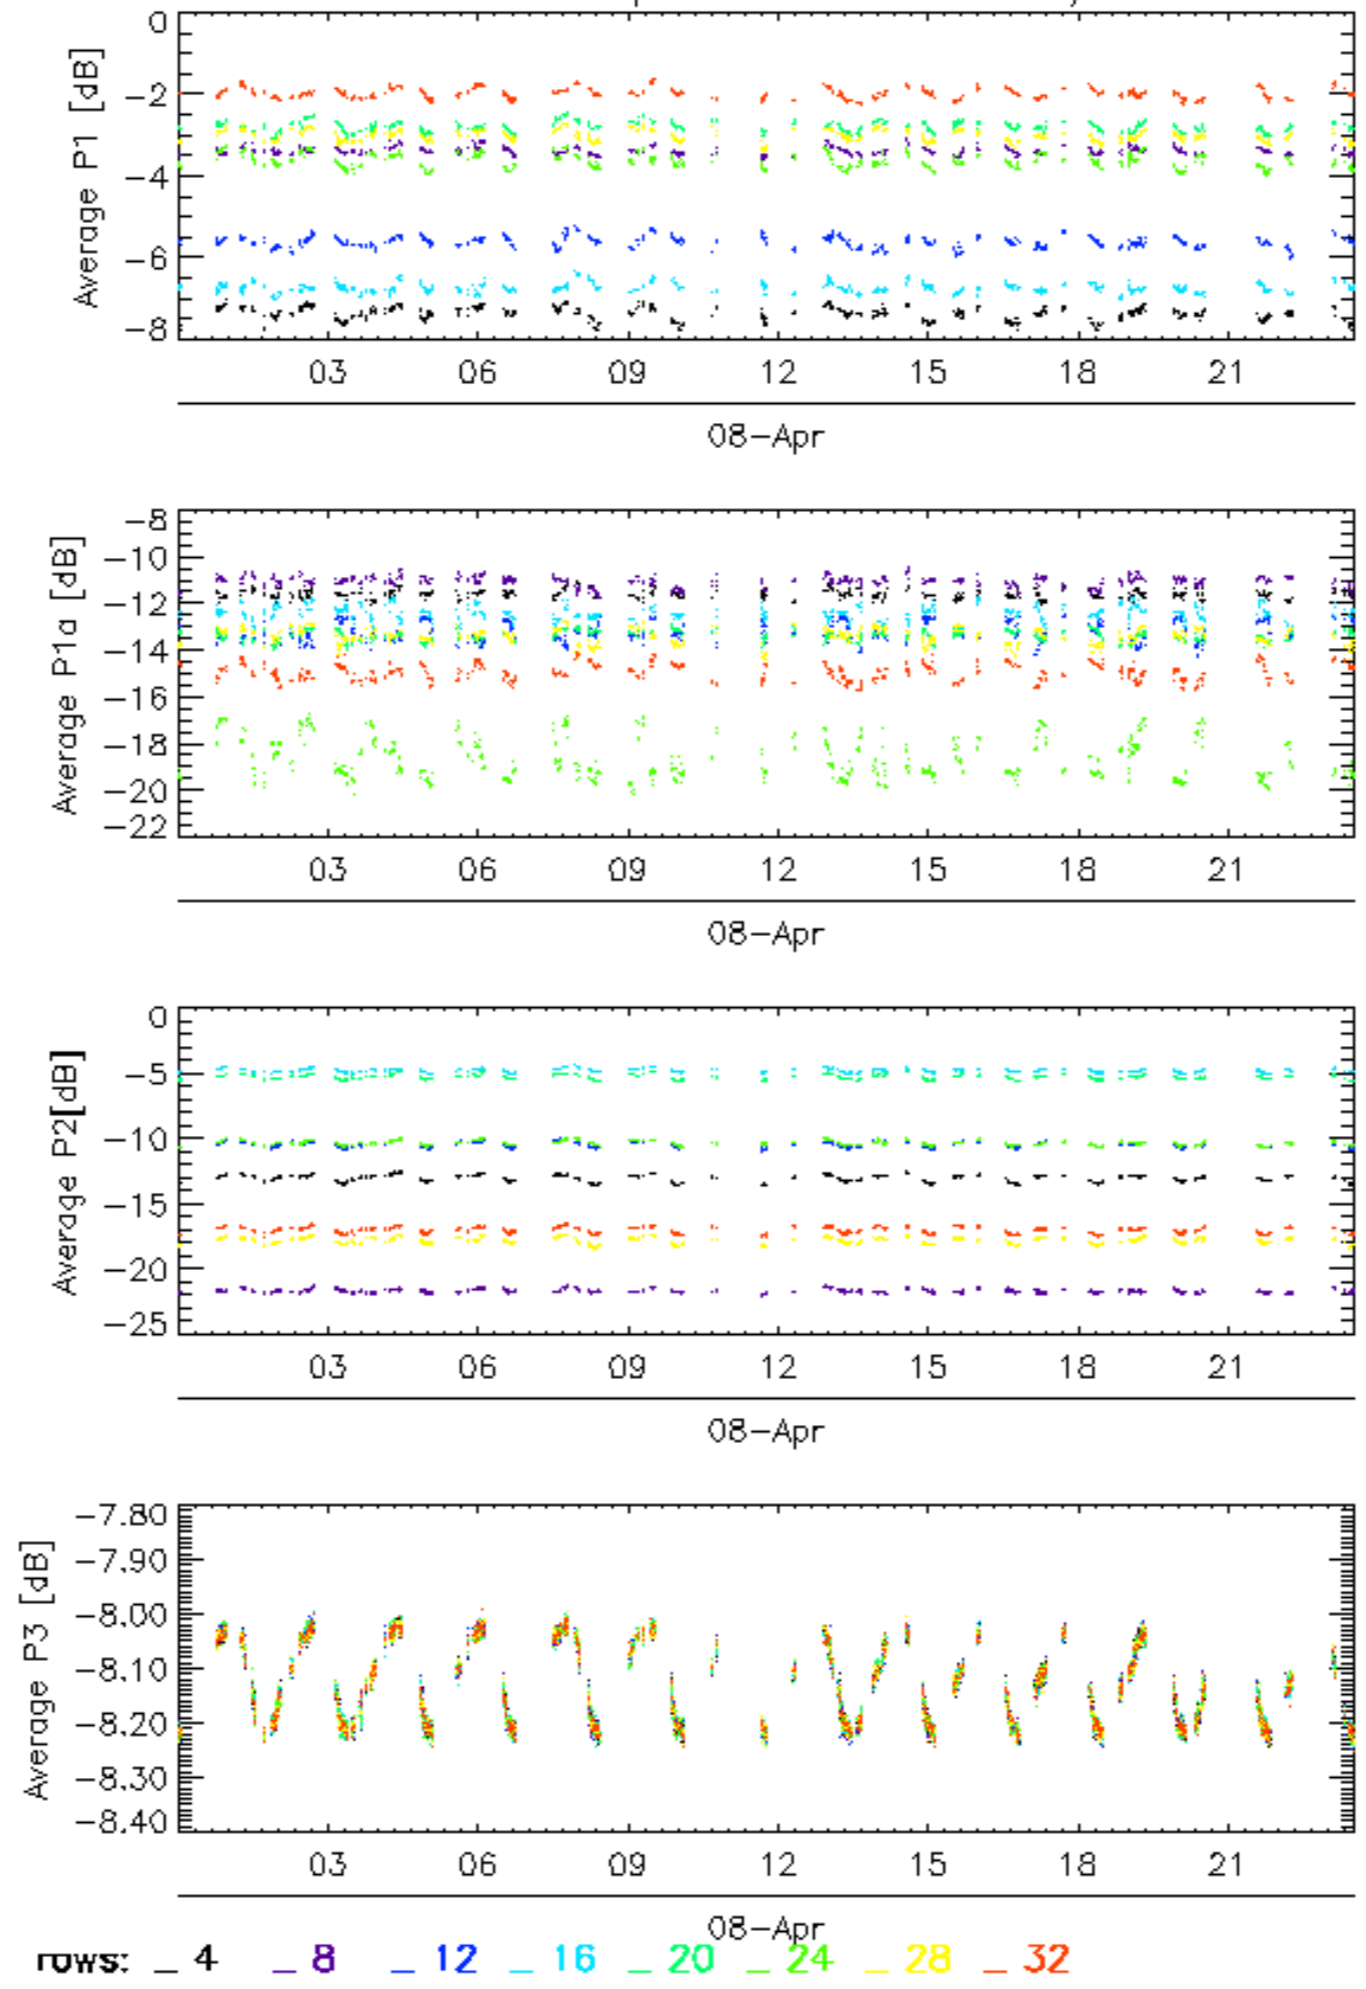 0
-2
-4
-6
-8
Average P1 [dB]
03 06 09 12 15 18 21
08-Apr
-8
-10
-12
-14
-16
-18
-20
-22
Average P1a [dB]
03 06 09 12 15 18 21
08-Apr
0
-5
-10
-15
-20
-25
Average P2[dB]
03 06 09 12 15 18 21
08-Apr
-7.80
-7.90
-8.00
-8.10
-8.20
-8.30
-8.40
Average P3 [dB]
03 06 09 12 15 18 21
08-Apr
rows: _ 4 _ 8 _ 12 _ 16 _ 20 _ 24 _ 28 _ 32